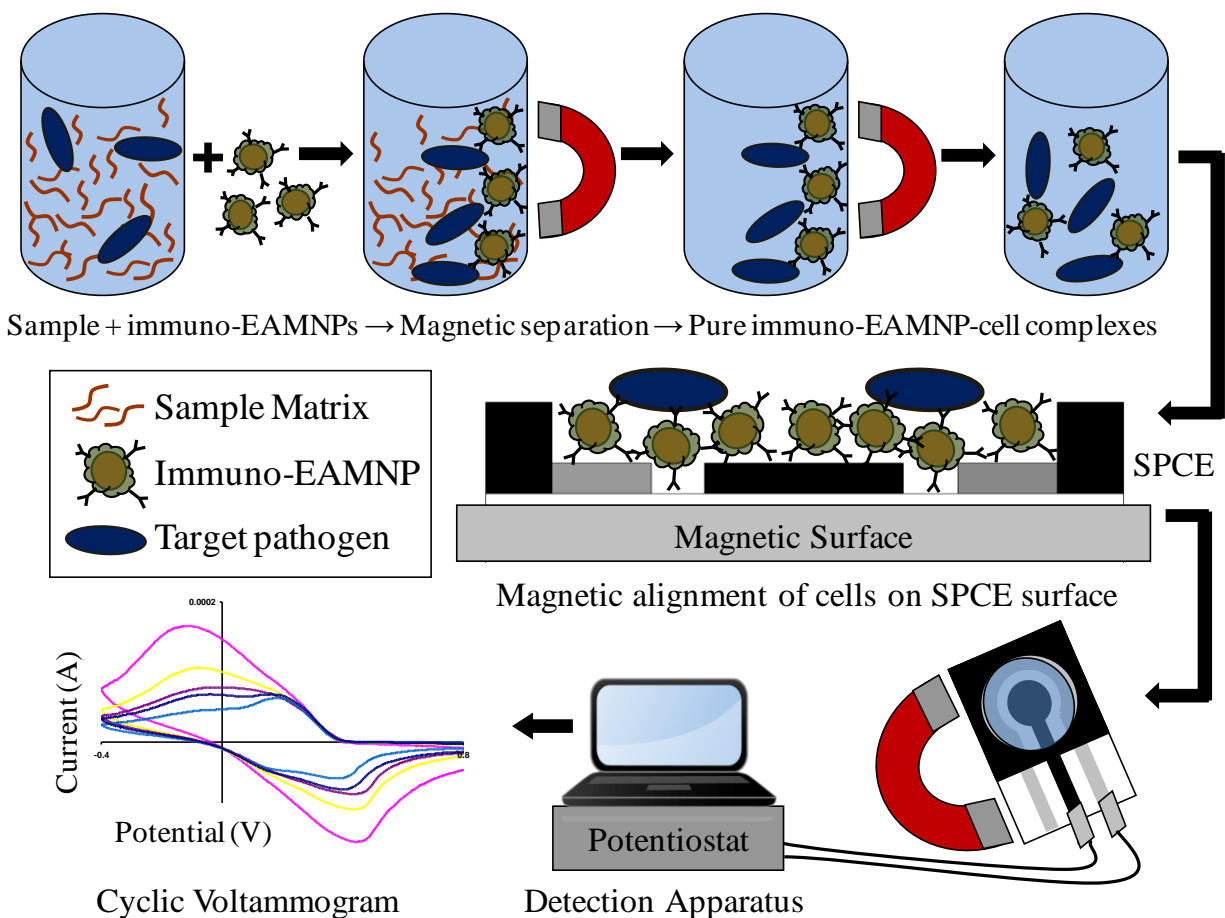 Sample + immuno-EAMNPs → Magnetic separation → Pure immuno-EAMNP-cell complexes
Sample Matrix
Immuno-EAMNP
Target pathogen
SPCE
Magnetic Surface
Magnetic alignment of cells on SPCE surface
0.0002
Current (A)
-0.4
0.8
Potential (V)
Cyclic Voltammogram
Potentiostat
Detection Apparatus